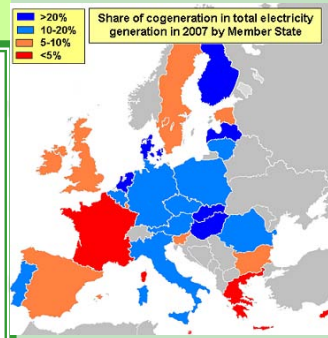 >20%
10-20%
5-10%
<5%
Share of cogeneration in total electricity
generation in 2007 by Member State